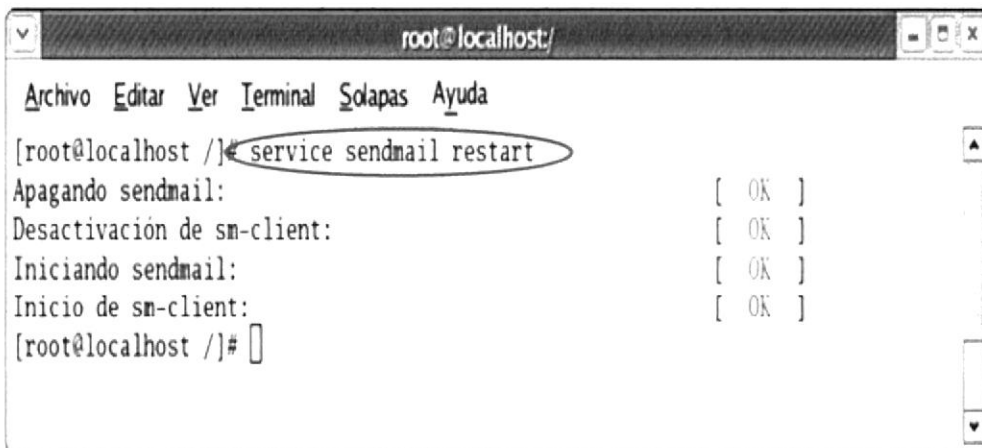 root@localhost:/
Archivo Editar Ver Terminal Solapas Ayuda
[root@localhost /]# service sendmail restart
Apagando sendmail: [ OK ]
Desactivación de sm-client: [ OK ]
Iniciando sendmail: [ OK ]
Inicio de sm-client: [ OK ]
[root@localhost /]#